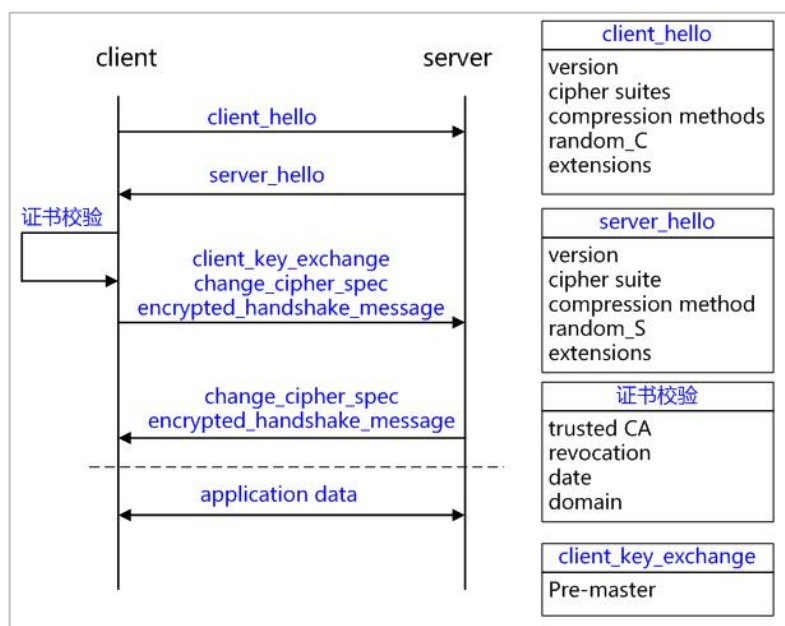 client
server
client_hello
server_hello
证书校验
client_key_exchange
change_cipher_spec
encrypted_handshake_message
change_cipher_spec
encrypted_handshake_message
application data
client_hello
version
cipher suites
compression methods
random_C
extensions
server_hello
version
cipher suite
compression method
random_S
extensions
证书校验
trusted CA
revocation
date
domain
client_key_exchange
Pre-master